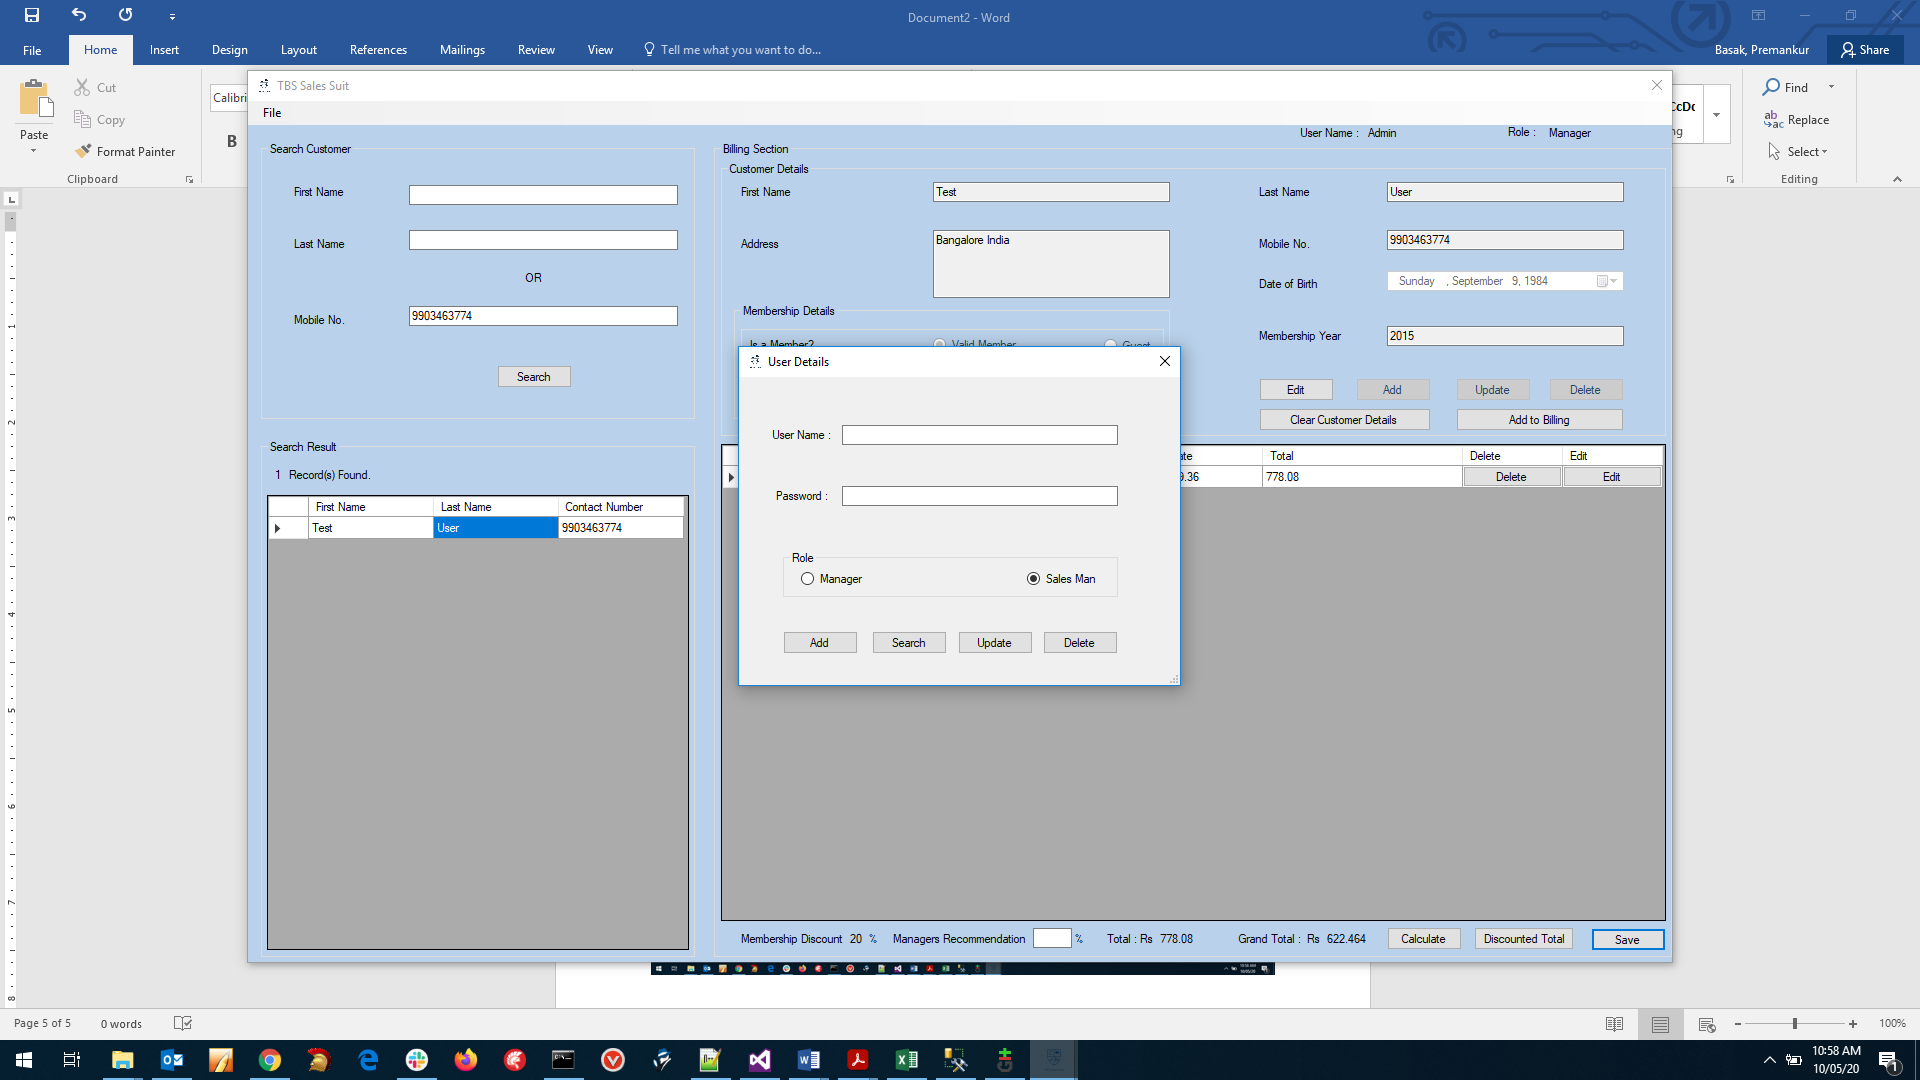 Document2 - Word
File
Home
Insert
Design
Layout
References
Mailings
Review
View
Tell me what you want to do...
Basak, Premankur
Share
Paste
Cut
Copy
Format Painter
Clipboard
Calibri
B
Find
Replace
Select
Editing
TBS Sales Suit
File
User Name : Admin
Role : Manager
Search Customer
First Name
Last Name
OR
Mobile No. 9903463774
Search
Search Result
1 Record(s) Found.
First Name Last Name Contact Number
Test User 9903463774
Billing Section
Customer Details
First Name Test
Last Name User
Address Bangalore India
Mobile No. 9903463774
Date of Birth Sunday , September 9, 1984
Membership Details
Is a Member? Valid Member Guest
Membership Year 2015
Edit Add Update Delete
Clear Customer Details Add to Billing
Total Delete Edit
778.08 Delete Edit
User Details
User Name :
Password :
Role
Manager Sales Man
Add Search Update Delete
Membership Discount 20 % Managers Recommendation % Total : Rs 778.08 Grand Total : Rs 622.464 Calculate Discounted Total Save
Page 5 of 5 0 words
100%
10:58 AM
10/05/20
1